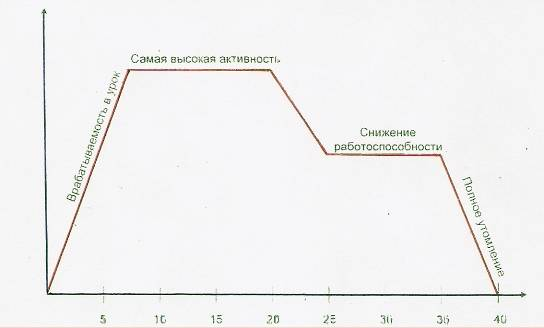 Самая высокая активность
Врабатываемость в урок
Снижение
работоспособности
Полное утомление
5 10 15 20 25 30 35 40